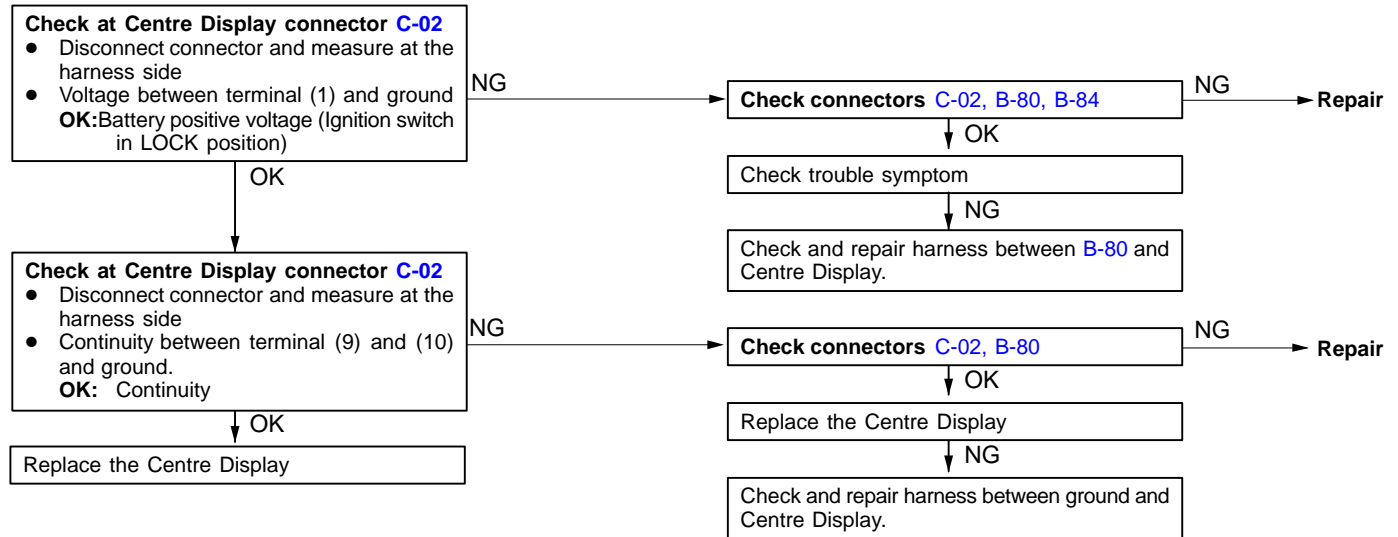 Check at Centre Display connector C-02
● Disconnect connector and measure at the
harness side
● Voltage between terminal (1) and ground
OK:Battery positive voltage (Ignition switch
in LOCK position)
NG
Check connectors C-02, B-80, B-84
NG
Repair
OK
Check trouble symptom
NG
Check and repair harness between B-80 and
Centre Display.
OK
Check at Centre Display connector C-02
● Disconnect connector and measure at the
harness side
● Continuity between terminal (9) and (10)
and ground.
OK: Continuity
NG
Check connectors C-02, B-80
NG
Repair
OK
Replace the Centre Display
NG
Check and repair harness between ground and
Centre Display.
OK
Replace the Centre Display